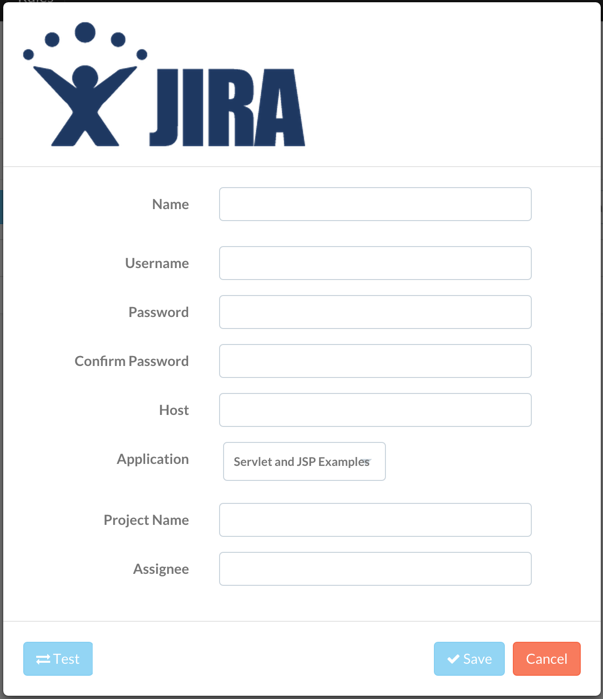 JIRA
Name
Username
Password
Confirm Password
Host
Application Servlet and JSP Examples
Project Name
Assignee
Test Save Cancel